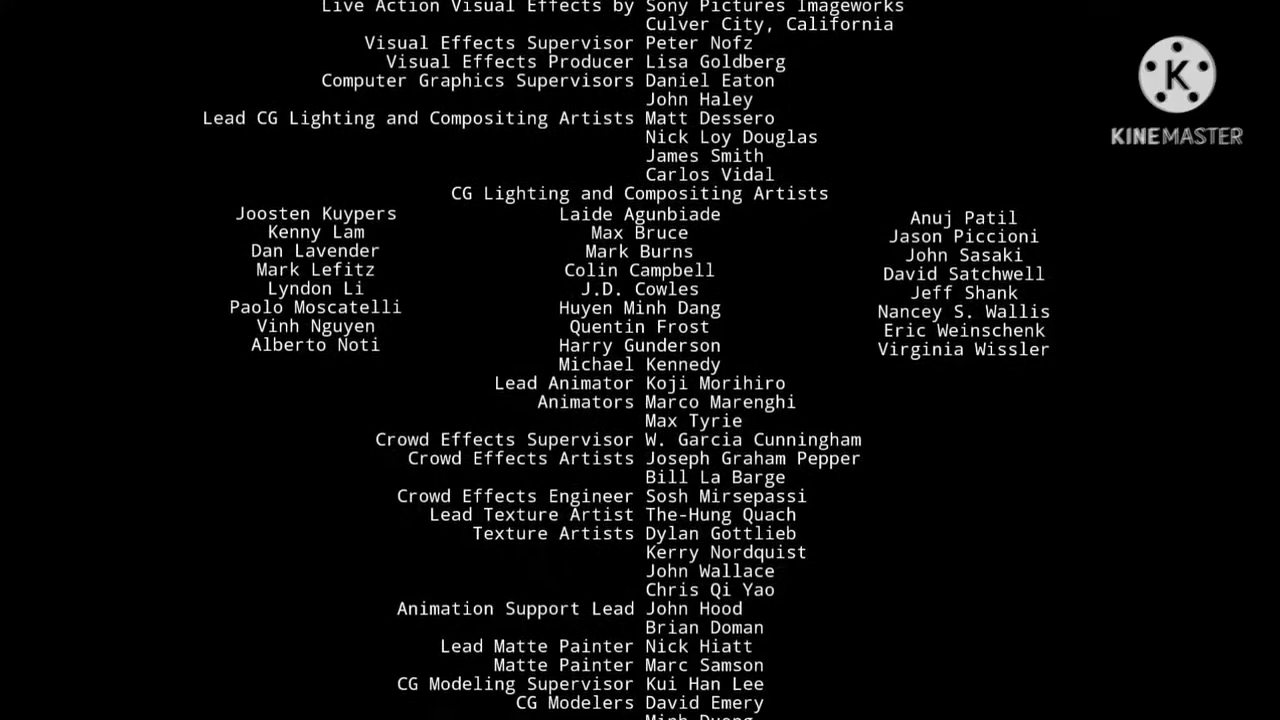 Live Action Visual Effects by Sony Pictures Imageworks
Culver City, California
Visual Effects Supervisor Peter Nofz
Visual Effects Producer Lisa Goldberg
Computer Graphics Supervisors Daniel Eaton
John Haley
Lead CG Lighting and Compositing Artists Matt Dessero
Nick Loy Douglas
James Smith
Carlos Vidal
CG Lighting and Compositing Artists
Joosten Kuypers
Kenny Lam
Dan Lavender
Mark Lefitz
Lyndon Li
Paolo Moscatelli
Vinh Nguyen
Alberto Noti
Laide Agunbiade
Max Bruce
Mark Burns
Colin Campbell
J.D. Cowles
Huyen Minh Dang
Quentin Frost
Harry Gunderson
Michael Kennedy
Anuj Patil
Jason Piccioni
John Sasaki
David Satchwell
Jeff Shank
Nancey S. Wallis
Eric Weinschenk
Virginia Wissler
Lead Animator Koji Morihiro
Animators Marco Marenghi
Max Tyrie
Crowd Effects Supervisor W. Garcia Cunningham
Crowd Effects Artists Joseph Graham Pepper
Bill La Barge
Crowd Effects Engineer Sosh Mirsepassi
Lead Texture Artist The-Hung Quach
Texture Artists Dylan Gottlieb
Kerry Nordquist
John Wallace
Chris Qi Yao
Animation Support Lead John Hood
Brian Doman
Lead Matte Painter Nick Hiatt
Matte Painter Marc Samson
CG Modeling Supervisor Kui Han Lee
CG Modelers David Emery
Minh Duong
K
KINEMASTER